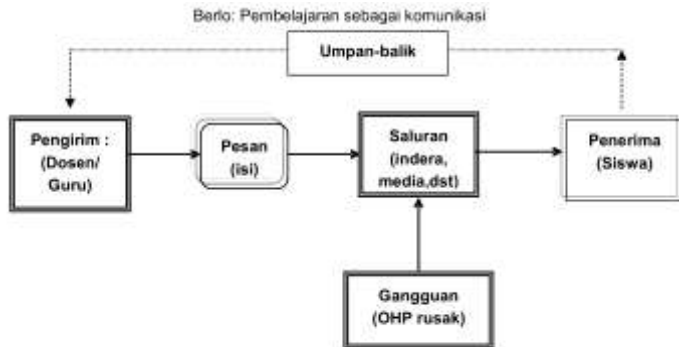 Berlo: Pembelajaran sebagai komunikasi
Umpan-balik
Pengirim :
(Dosen/
Guru)
Pesan
(isi)
Saluran
(indera,
media,dst)
Penerima
(Siswa)
Gangguan
(OHP rusak)